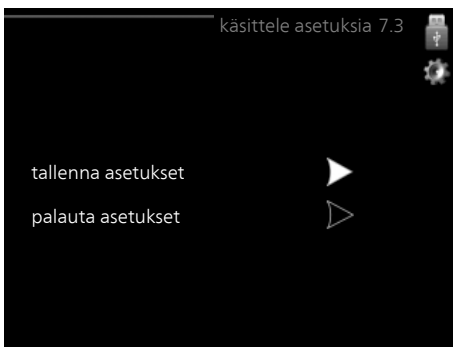 käsittele asetuksia 7.3
tallenna asetukset
palauta asetukset